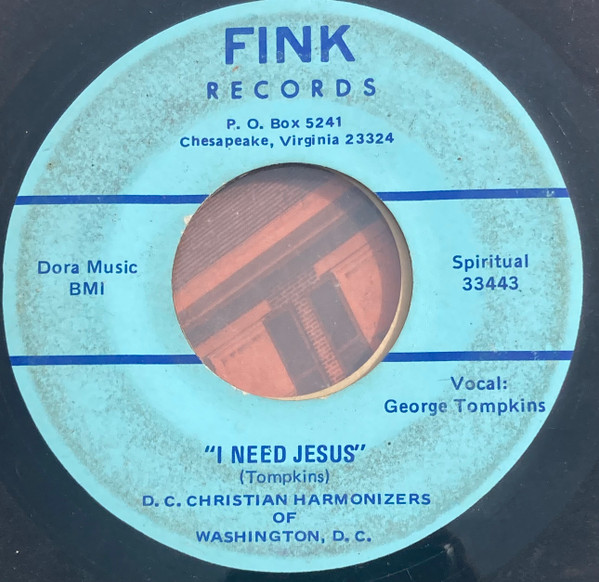 FINK
RECORDS
P. O. Box 5241
Chesapeake, Virginia 23324
Dora Music
BMI
Spiritual
33443
Vocal:
George Tompkins
"I NEED JESUS"
(Tompkins)
D. C. CHRISTIAN HARMONIZERS
OF
WASHINGTON, D. C.